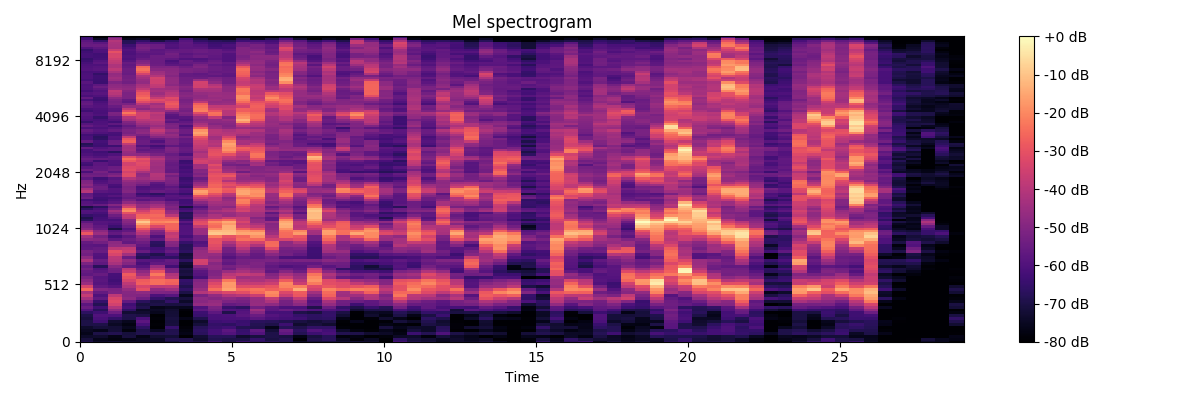 Mel spectrogram
Hz
8192
4096
2048
1024
512
0
0 5 10 15 20 25
Time
+0 dB
-10 dB
-20 dB
-30 dB
-40 dB
-50 dB
-60 dB
-70 dB
-80 dB